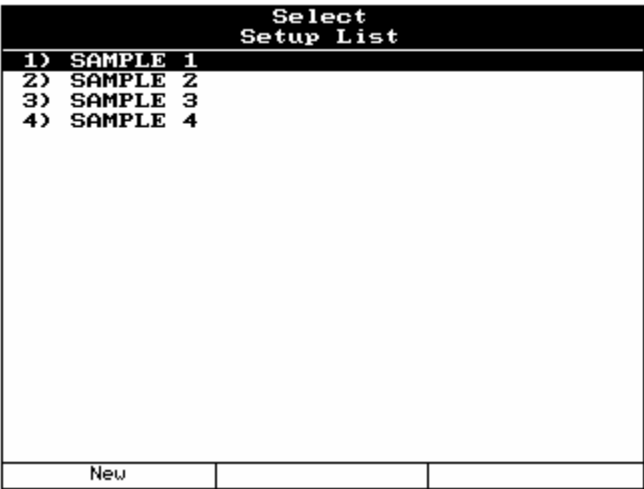 Select
Setup List
1) SAMPLE 1
2) SAMPLE 2
3) SAMPLE 3
4) SAMPLE 4
New